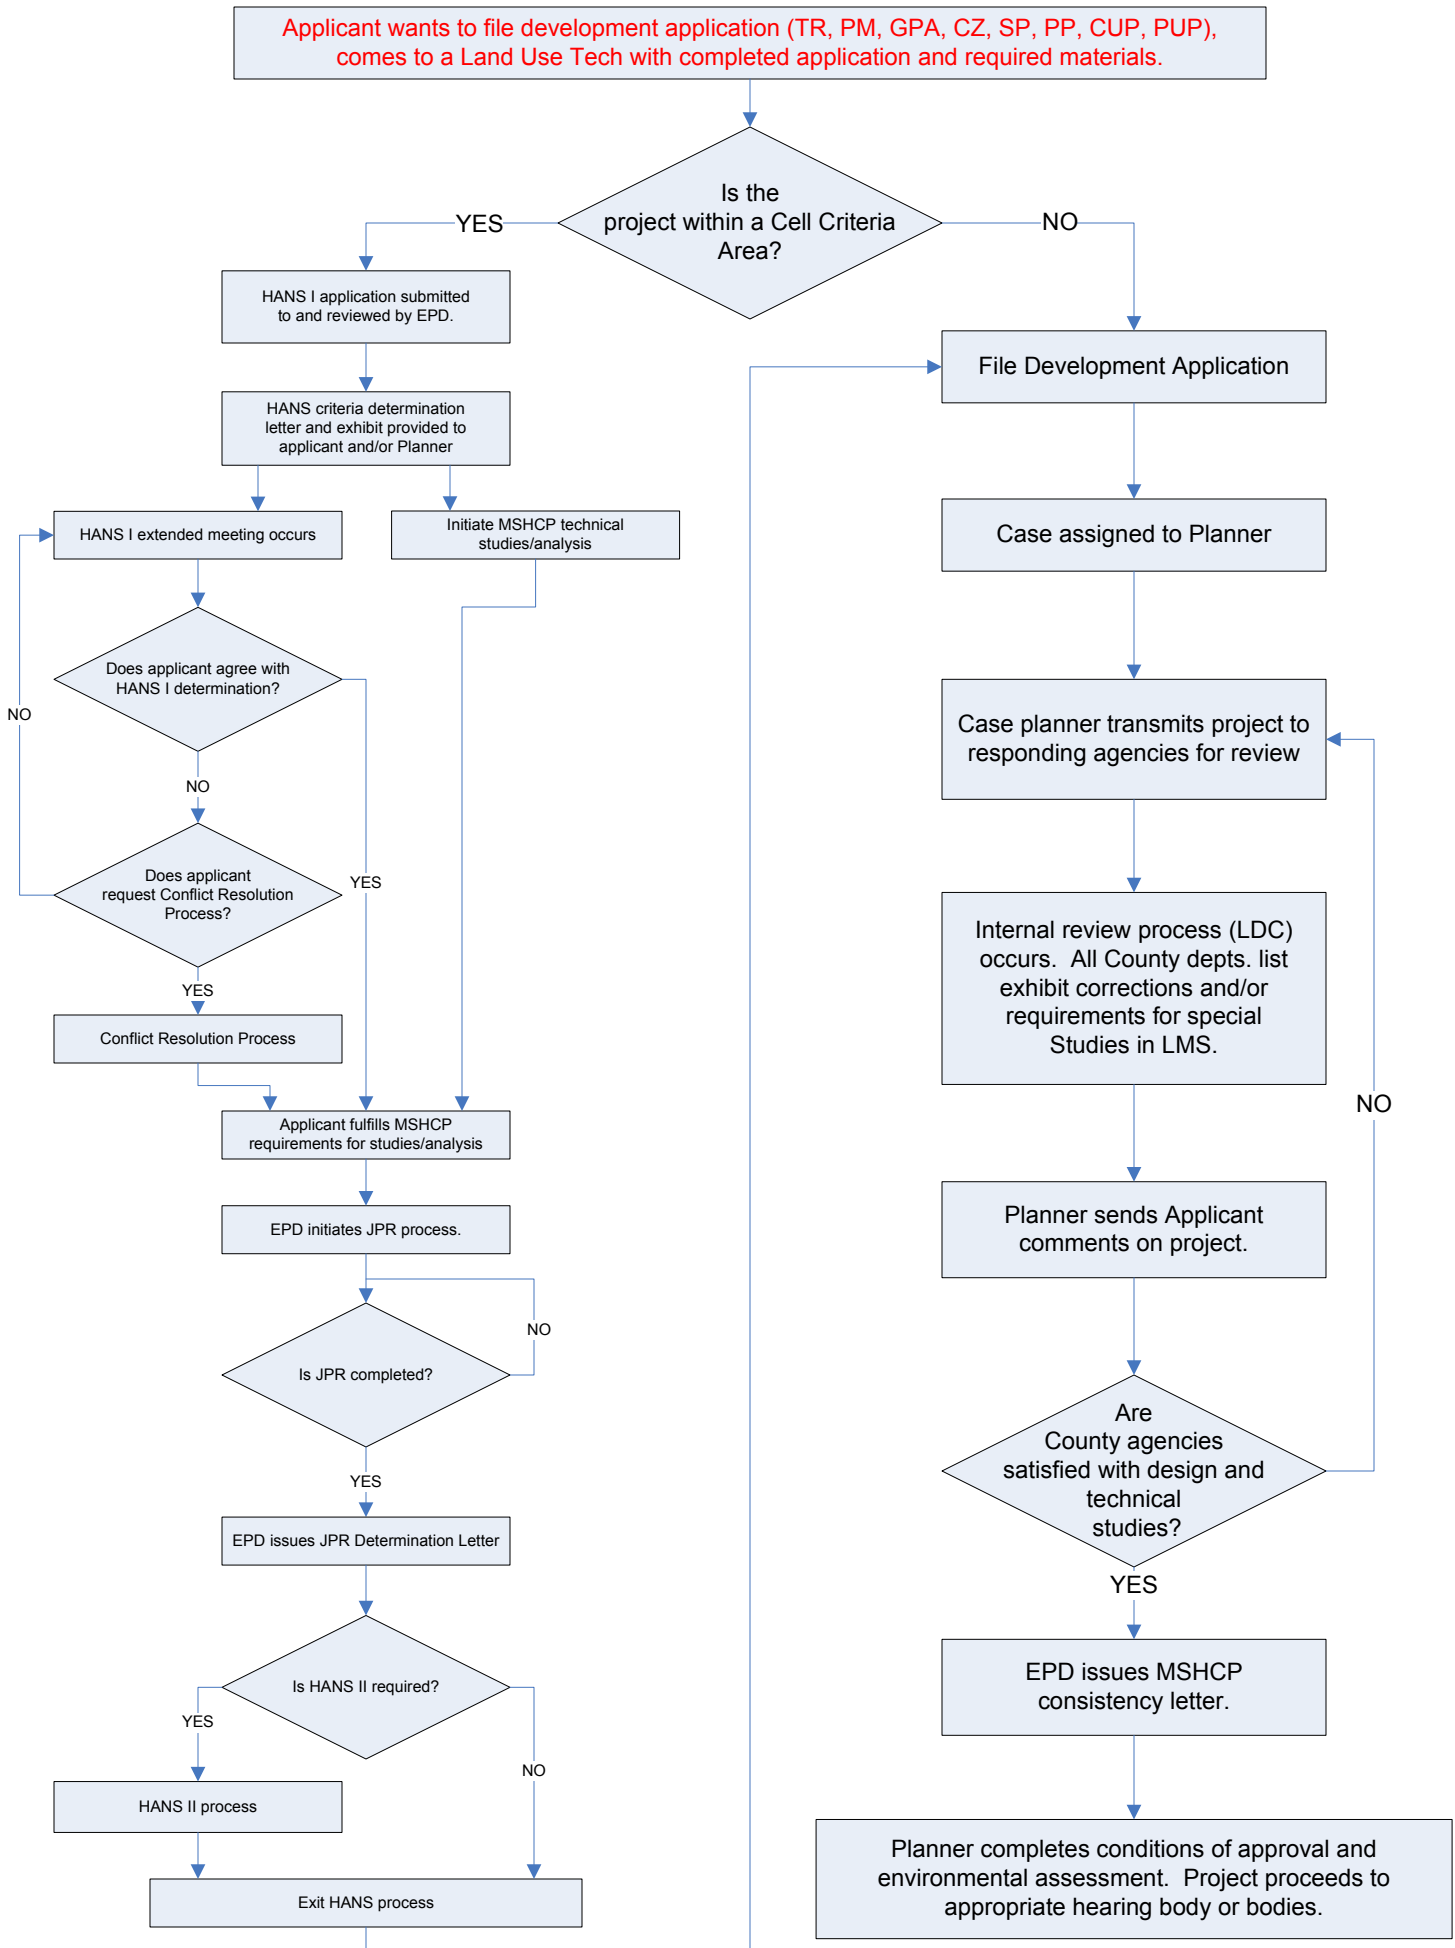 Applicant wants to file development application (TR, PM, GPA, CZ, SP, PP, CUP, PUP),
comes to a Land Use Tech with completed application and required materials.
Is the
project within a Cell Criteria
Area?
YES
NO
HANS I application submitted
to and reviewed by EPD.
HANS criteria determination
letter and exhibit provided to
applicant and/or Planner
HANS I extended meeting occurs
Initiate MSHCP technical
studies/analysis
Does applicant agree with
HANS I determination?
NO
NO
YES
Does applicant
request Conflict Resolution
Process?
YES
Conflict Resolution Process
Applicant fulfills MSHCP
requirements for studies/analysis
EPD initiates JPR process.
NO
Is JPR completed?
YES
EPD issues JPR Determination Letter
Is HANS II required?
YES
NO
HANS II process
Exit HANS process
File Development Application
Case assigned to Planner
Case planner transmits project to
responding agencies for review
Internal review process (LDC)
occurs.  All County depts. list
exhibit corrections and/or
requirements for special
Studies in LMS.
NO
Planner sends Applicant
comments on project.
Are
County agencies
satisfied with design and
technical
studies?
YES
EPD issues MSHCP
consistency letter.
Planner completes conditions of approval and
environmental assessment.  Project proceeds to
appropriate hearing body or bodies.